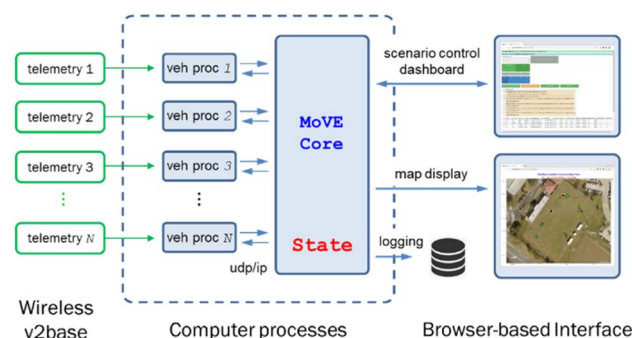 telemetry 1
telemetry 2
telemetry 3
telemetry N
veh proc 1
veh proc 2
veh proc 3
veh proc N
udp/ip
MoVE
Core
State
scenario control
dashboard
map display
logging
Wireless
v2base
Computer processes
Browser-based Interface